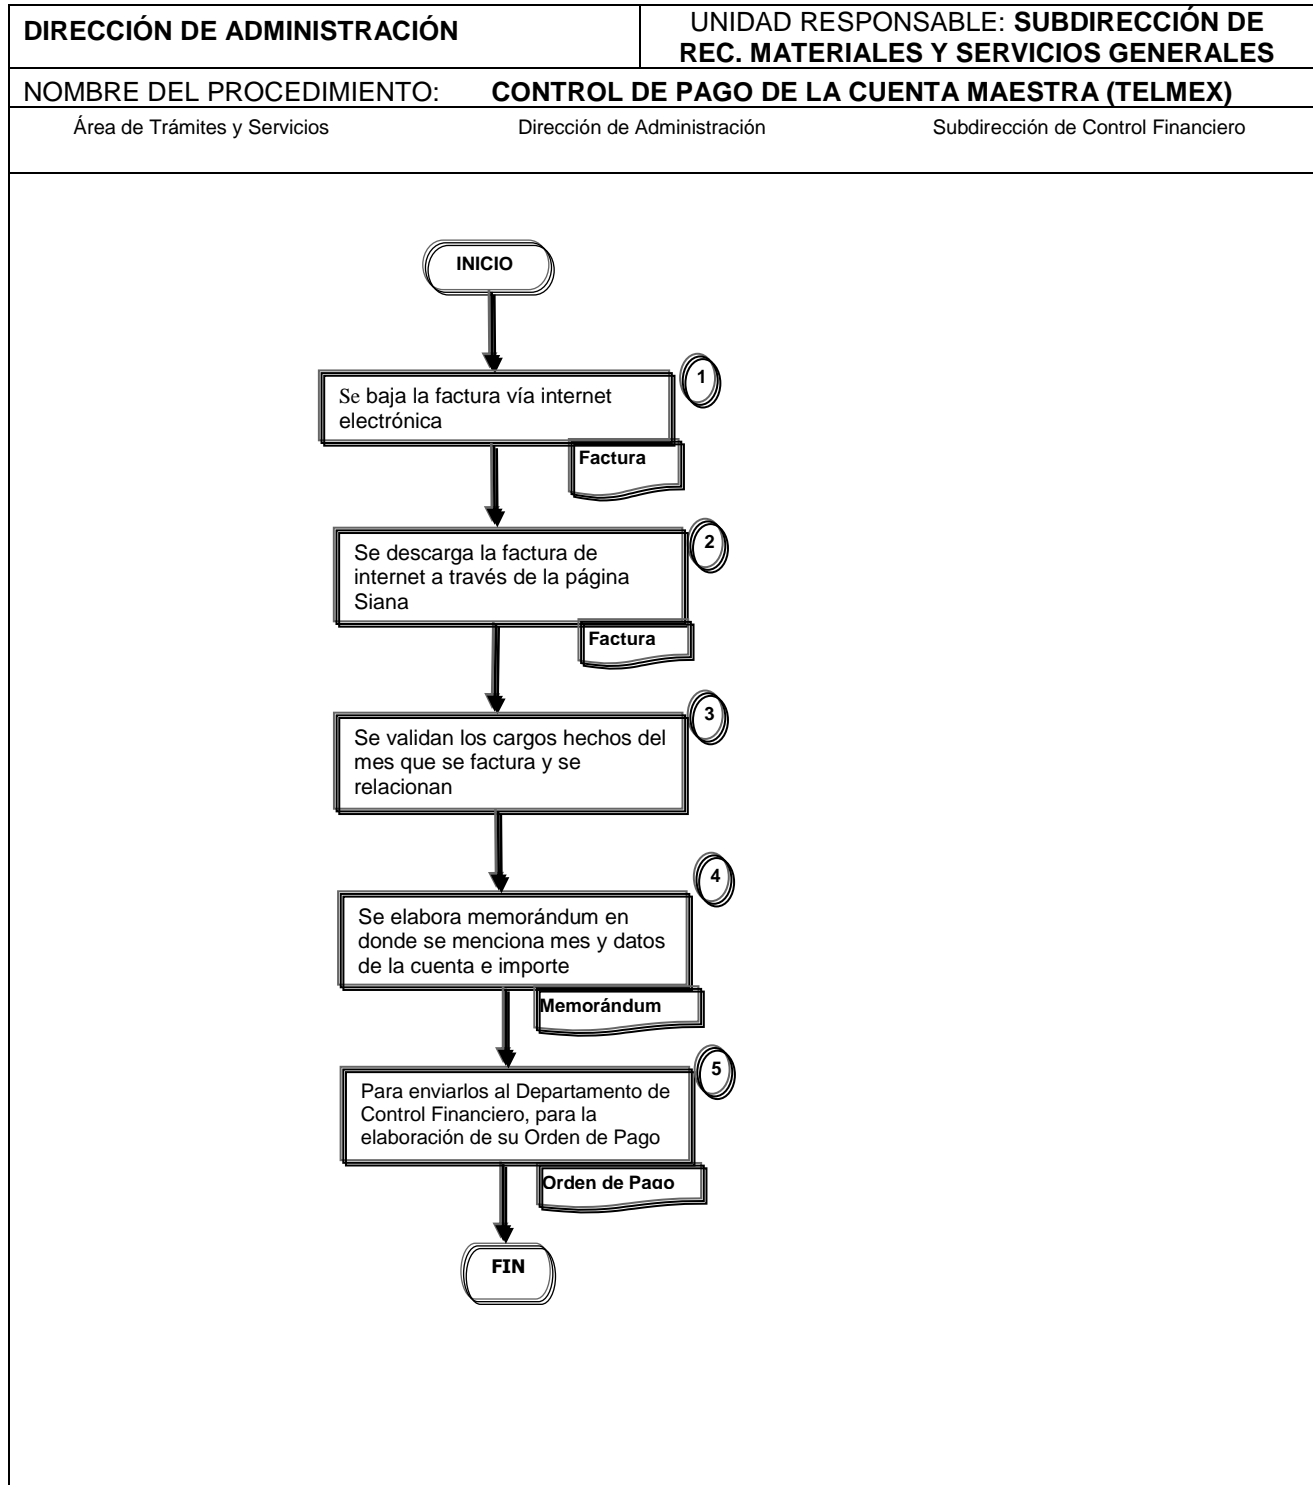 DIRECCIÓN DE ADMINISTRACIÓN
UNIDAD RESPONSABLE: SUBDIRECCIÓN DE
REC. MATERIALES Y SERVICIOS GENERALES
NOMBRE DEL PROCEDIMIENTO: CONTROL DE PAGO DE LA CUENTA MAESTRA (TELMEX)
Área de Trámites y Servicios
Dirección de Administración
Subdirección de Control Financiero
INICIO
1
Se baja la factura vía internet
electrónica
Factura
2
Se descarga la factura de
internet a través de la página
Siana
Factura
3
Se validan los cargos hechos del
mes que se factura y se
relacionan
4
Se elabora memorándum en
donde se menciona mes y datos
de la cuenta e importe
Memorándum
5
Para enviarlos al Departamento de
Control Financiero, para la
elaboración de su Orden de Pago
Orden de Pago
FIN